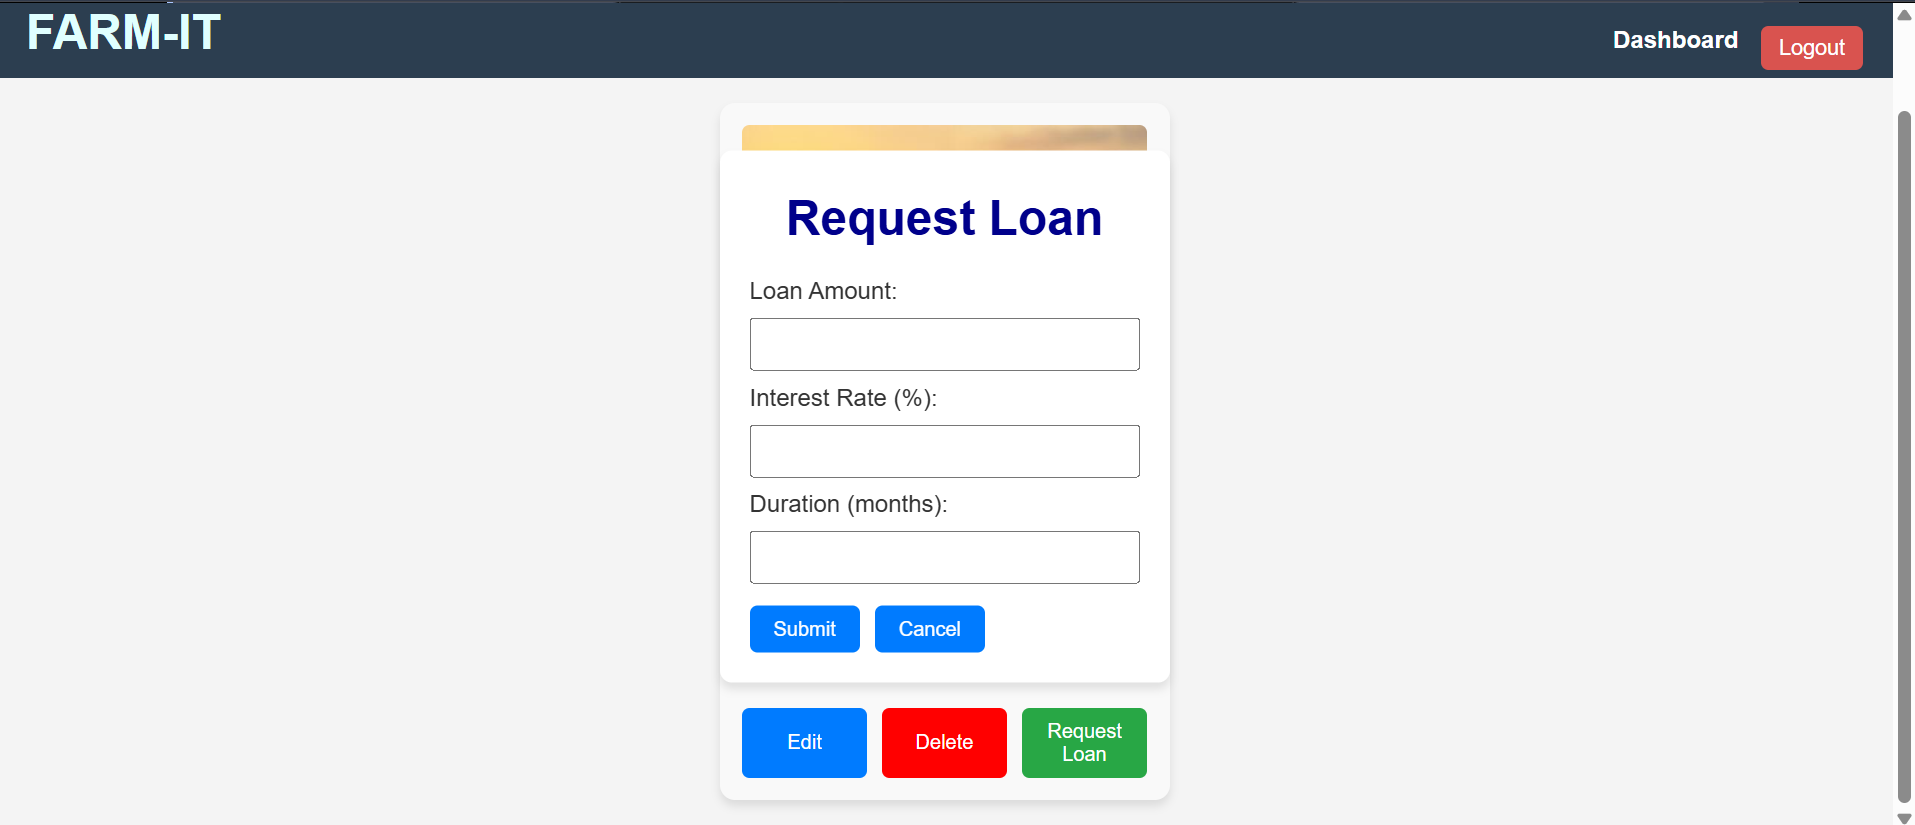 FARM-IT
Dashboard
Logout
Request Loan
Loan Amount:
Interest Rate (%):
Duration (months):
Submit
Cancel
Edit
Delete
Request
Loan